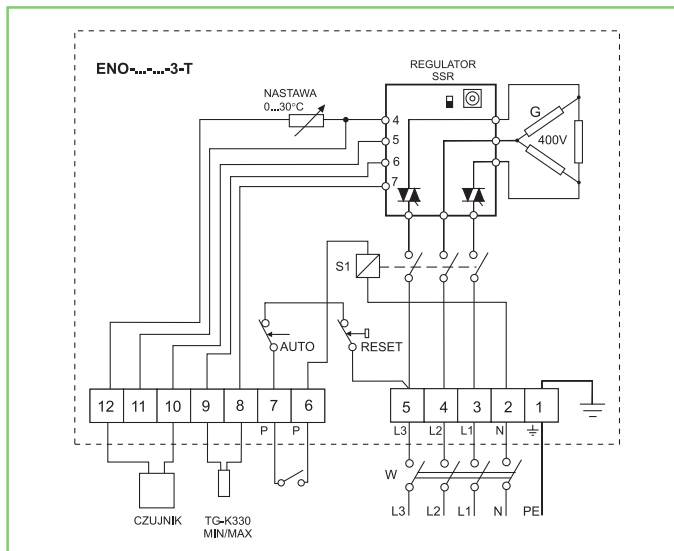 ENO-...-...-3-T
REGULATOR
SSR
NASTAWA
0...30°C
4
5
6
7
G
400V
S1
AUTO
RESET
12 11 10 9 8 7 6
5 4 3 2 1
P P
L3 L2 L1 N
W
L3 L2 L1 N PE
CZUJNIK
TG-K330
MIN/MAX